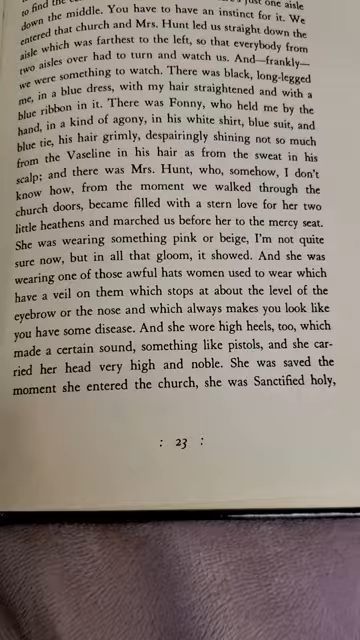 to find the
's just one aisle
down the middle. You have to have an instinct for it. We
entered that church and Mrs. Hunt led us straight down the
aisle which was farthest to the left, so that everybody from
two aisles over had to turn and watch us. And—frankly—
we were something to watch. There was black, long-legged
me, in a blue dress, with my hair straightened and with a
blue ribbon in it. There was Fonny, who held me by the
hand, in a kind of agony, in his white shirt, blue suit, and
blue tie, his hair grimly, despairingly shining not so much
from the Vaseline in his hair as from the sweat in his
scalp; and there was Mrs. Hunt, who, somehow, I don't
know how, from the moment we walked through the
church doors, became filled with a stern love for her two
little heathens and marched us before her to the mercy seat.
She was wearing something pink or beige, I'm not quite
sure now, but in all that gloom, it showed. And she was
wearing one of those awful hats women used to wear which
have a veil on them which stops at about the level of the
eyebrow or the nose and which always makes you look like
you have some disease. And she wore high heels, too, which
made a certain sound, something like pistols, and she car-
ried her head very high and noble. She was saved the
moment she entered the church, she was Sanctified holy,
: 23 :